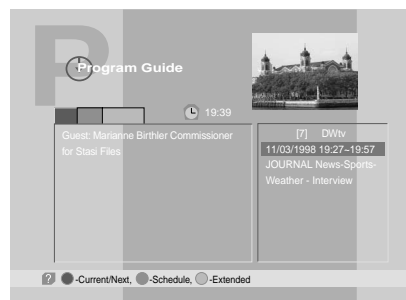 Program Guide
19:39
Guest: Marianne Birthler Commissioner
for Stasi Files
[7] DWtv
11/03/1998 19:27~19:57
JOURNAL News-Sports-
Weather - Interview
? -Current/Next, -Schedule, -Extended